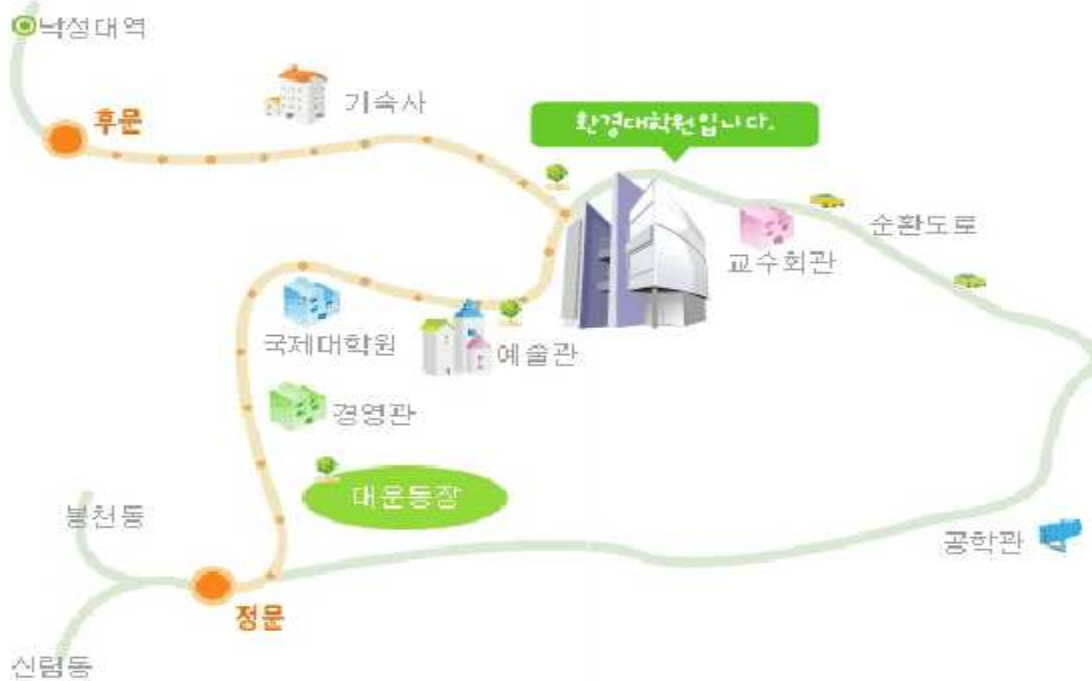 낙성대역
후문
기숙사
환경대학원입니다.
순환도로
교수회관
국제대학원
예술관
경영관
대운동장
봉천동
공학관
정문
신림동